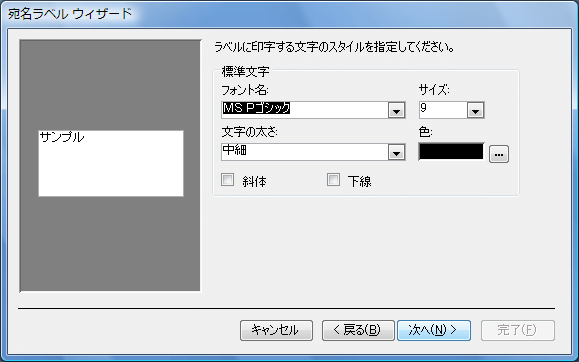 宛名ラベル ウィザード
ラベルに印字する文字のスタイルを指定してください。
標準文字
フォント名:
サイズ:
MS Pゴシック
9
サンプル
文字の太さ:
色:
中細
...
斜体
下線
キャンセル
< 戻る(B)
次へ(N) >
完了(F)